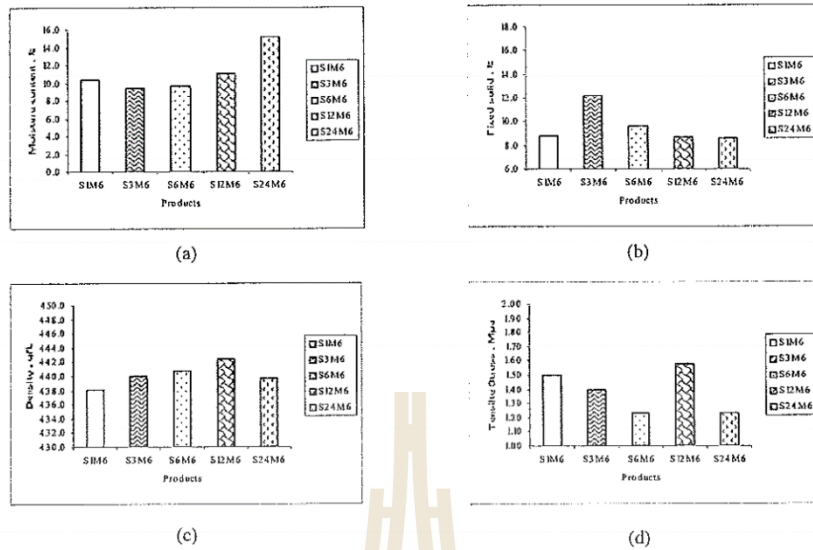 16.0
14.0
12.0
10.0
8.0
6.0
4.0
2.0
0.0
Moisture content, %
S1M6 S3M6 S6M6 S12M6 S24M6
Products
S1M6
S3M6
S6M6
S12M6
S24M6
(a)
18.0
16.0
14.0
12.0
10.0
8.0
6.0
Fixed solid, %
S1M6 S3M6 S6M6 S12M6 S24M6
Products
S1M6
S3M6
S6M6
S12M6
S24M6
(b)
450.0
448.0
446.0
444.0
442.0
440.0
438.0
436.0
434.0
432.0
430.0
Density, g/L
S1M6 S3M6 S6M6 S12M6 S24M6
Products
S1M6
S3M6
S6M6
S12M6
S24M6
(c)
2.00
1.90
1.80
1.70
1.60
1.50
1.40
1.30
1.20
1.10
1.00
Tensile Stress, Mpa
S1M6 S3M6 S6M6 S12M6 S24M6
Products
S1M6
S3M6
S6M6
S12M6
S24M6
(d)